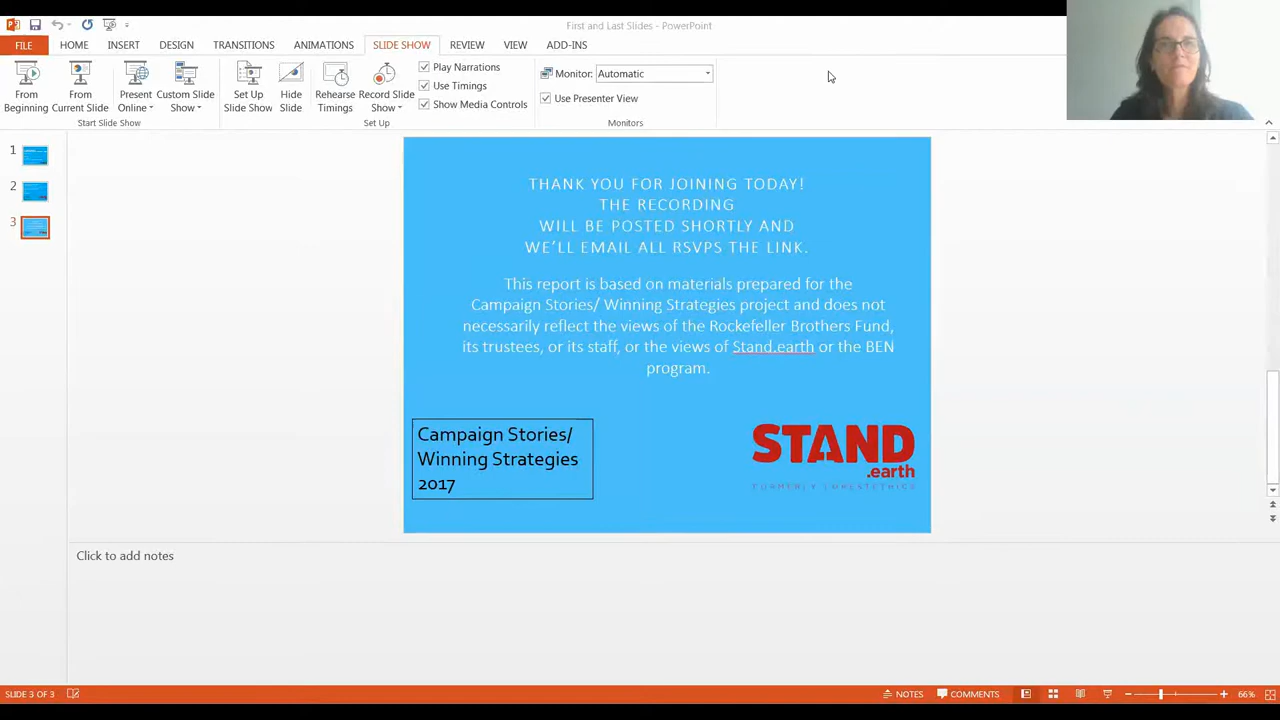 First and Last Slides - PowerPoint
FILE HOME INSERT DESIGN TRANSITIONS ANIMATIONS SLIDE SHOW REVIEW VIEW ADD-INS
From Beginning
From Current Slide
Present Online
Custom Slide Show
Start Slide Show
Set Up Slide Show
Hide Slide
Rehearse Timings
Record Slide Show
Play Narrations
Use Timings
Show Media Controls
Set Up
Monitor: Automatic
Use Presenter View
Monitors
1
2
3
THANK YOU FOR JOINING TODAY!
THE RECORDING
WILL BE POSTED SHORTLY AND
WE'LL EMAIL ALL RSVPS THE LINK.
This report is based on materials prepared for the
Campaign Stories/ Winning Strategies project and does not
necessarily reflect the views of the Rockefeller Brothers Fund,
its trustees, or its staff, or the views of Stand.earth or the BEN
program.
Campaign Stories/
Winning Strategies
2017
STAND
.earth
FORMERLY FORESTETHICS
Click to add notes
SLIDE 3 OF 3 NOTES COMMENTS 66%